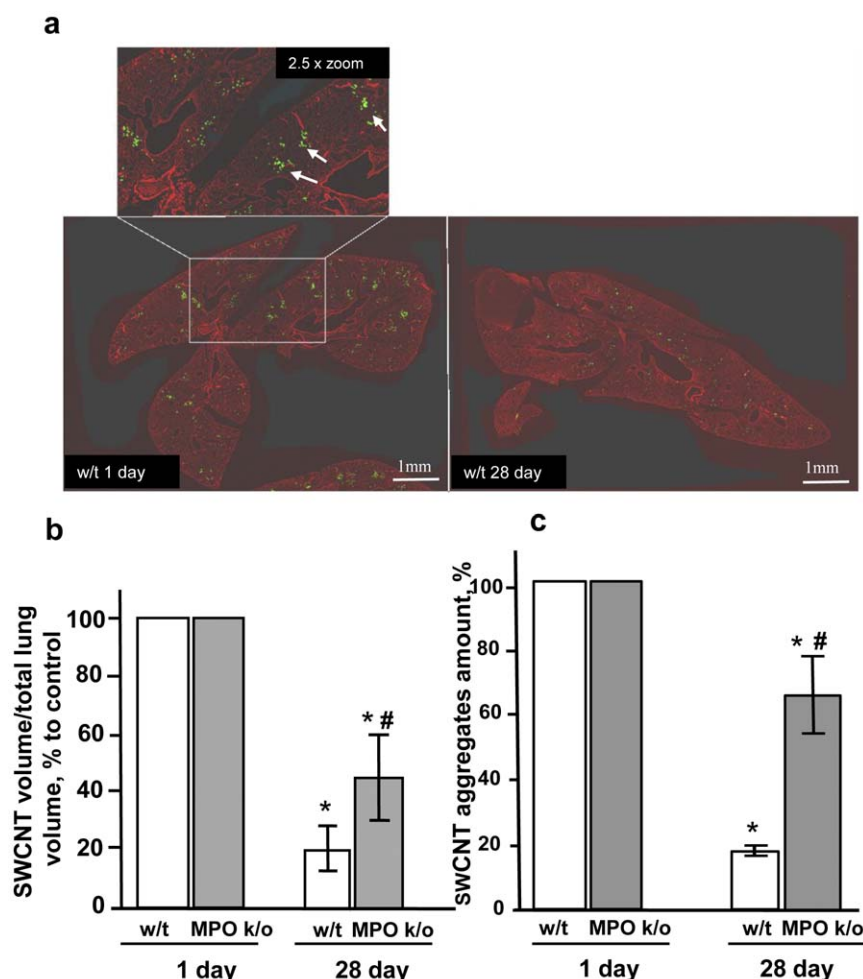 a
2.5 x zoom
w/t 1 day
1mm
w/t 28 day
1mm
b
SWCNT volume/total lung
volume, % to control
100
80
60
40
20
0
*
* #
w/t MPO k/o w/t MPO k/o
1 day 28 day
c
SWCNT aggregates amount, %
100
80
60
40
20
0
*
* #
w/t MPO k/o w/t MPO k/o
1 day 28 day